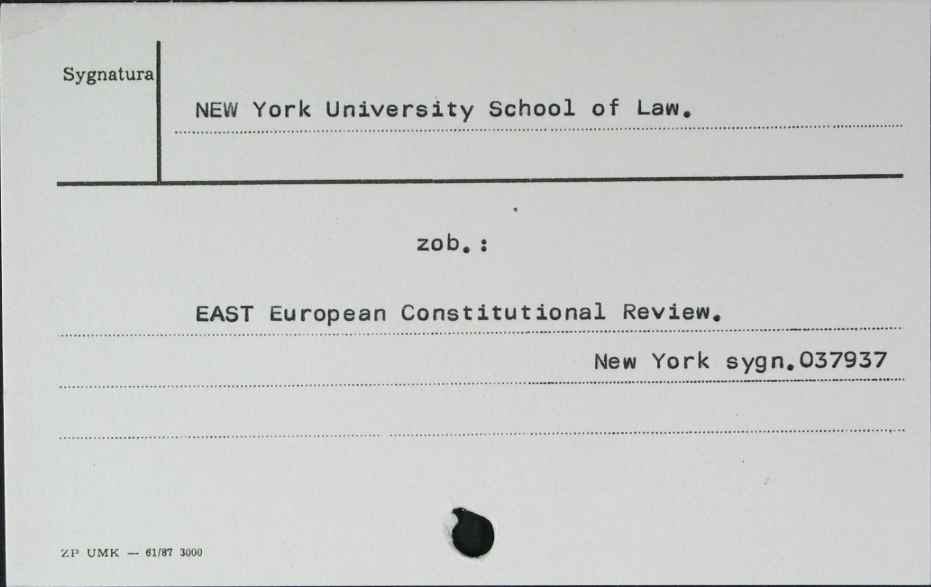 Sygnatura
NEW York University School of Law.
zob.:
EAST European Constitutional Review.
New York sygn.037937
ZP UMK — 61/87 3000